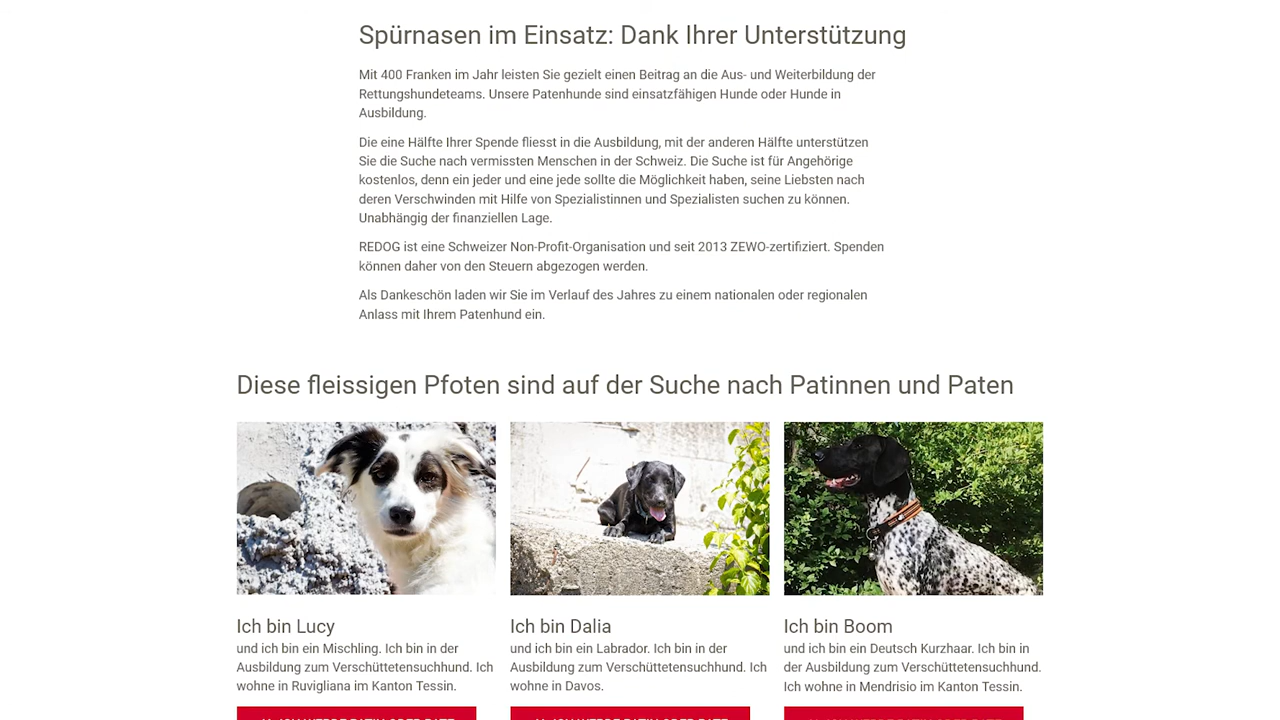 Spürnasen im Einsatz: Dank Ihrer Unterstützung
Mit 400 Franken im Jahr leisten Sie gezielt einen Beitrag an die Aus- und Weiterbildung der
Rettungshundeteams. Unsere Patenhunde sind einsatzfähigen Hunde oder Hunde in
Ausbildung.
Die eine Hälfte Ihrer Spende fliesst in die Ausbildung, mit der anderen Hälfte unterstützen
Sie die Suche nach vermissten Menschen in der Schweiz. Die Suche ist für Angehörige
kostenlos, denn ein jeder und eine jede sollte die Möglichkeit haben, seine Liebsten nach
deren Verschwinden mit Hilfe von Spezialistinnen und Spezialisten suchen zu können.
Unabhängig der finanziellen Lage.
REDOG ist eine Schweizer Non-Profit-Organisation und seit 2013 ZEWO-zertifiziert. Spenden
können daher von den Steuern abgezogen werden.
Als Dankeschön laden wir Sie im Verlauf des Jahres zu einem nationalen oder regionalen
Anlass mit Ihrem Patenhund ein.
Diese fleissigen Pfoten sind auf der Suche nach Patinnen und Paten
Ich bin Lucy
und ich bin ein Mischling. Ich bin in der
Ausbildung zum Verschüttetensuchhund. Ich
wohne in Ruvigliana im Kanton Tessin.
Ich bin Dalia
und ich bin ein Labrador. Ich bin in der
Ausbildung zum Verschüttetensuchhund. Ich
wohne in Davos.
Ich bin Boom
und ich bin ein Deutsch Kurzhaar. Ich bin in
der Ausbildung zum Verschüttetensuchhund.
Ich wohne in Mendrisio im Kanton Tessin.